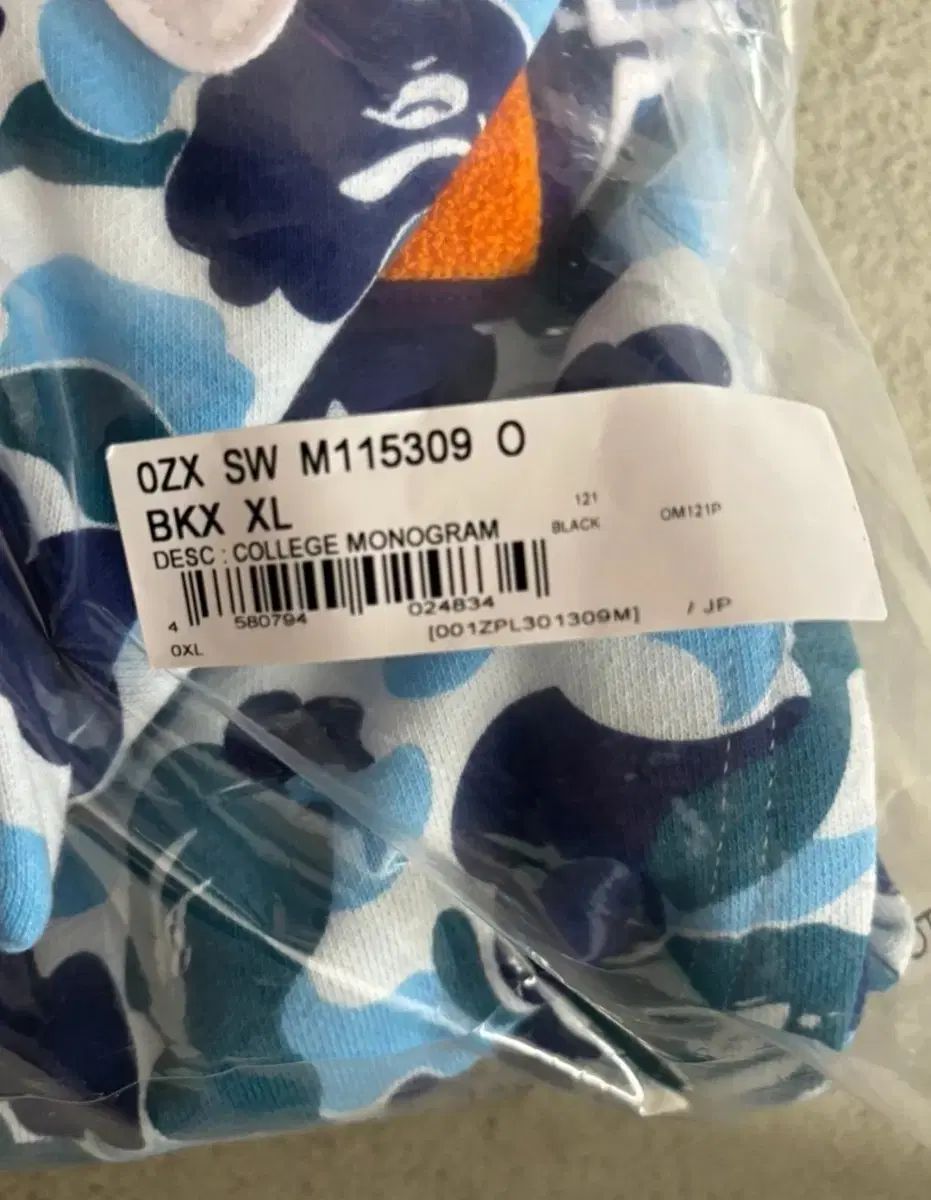 0ZX SW M115309 O
BKX XL
121
BLACK
OM121P
DESC : COLLEGE MONOGRAM
4 580794 024834
0XL
[001ZPL301309M] / JP